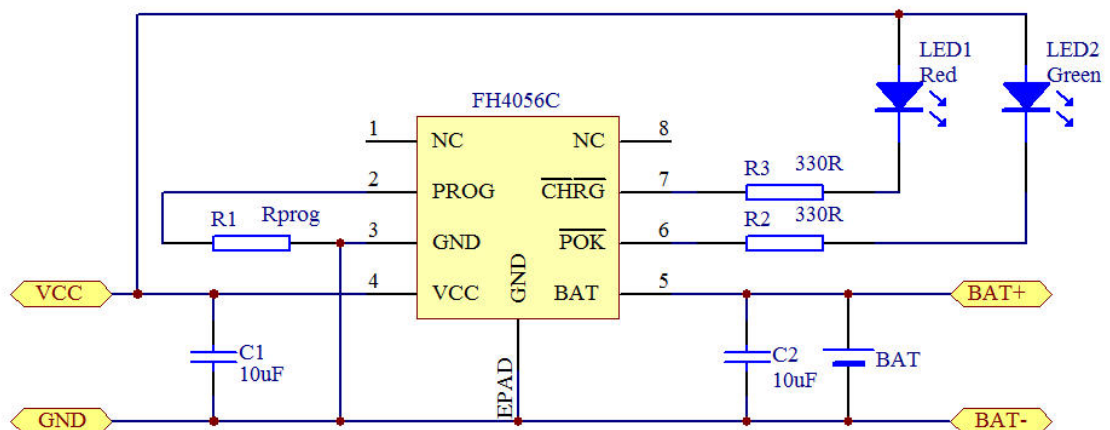 LED1
Red
LED2
Green
FH4056C
1
NC
NC
8
2
PROG
CHRG
7
R3
330R
R1
Rprog
3
GND
POK
6
R2
330R
VCC
4
VCC
GND
BAT
5
BAT+
C1
10uF
EPAD
C2
10uF
BAT
GND
BAT-